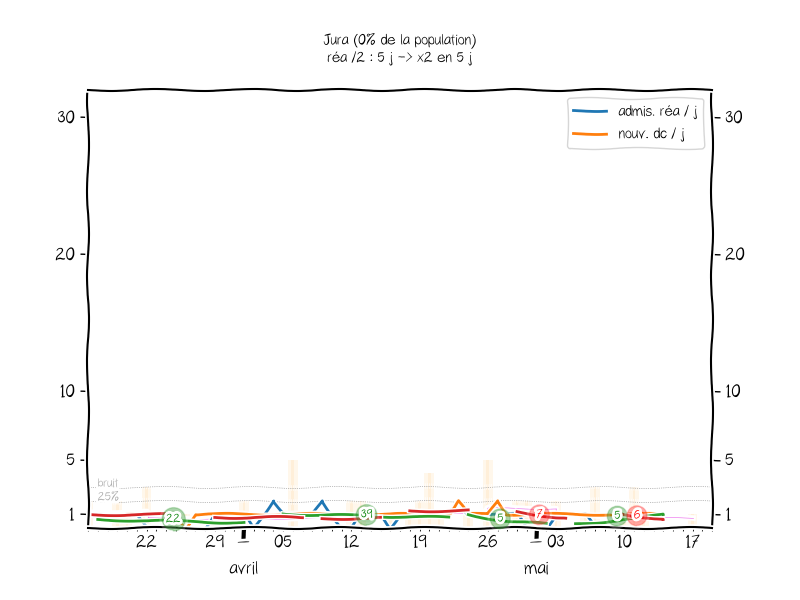 Jura (0% de la population)
réa /2 : 5 j -> x2 en 5 j
admis. réa / j
nouv. dc / j
30 30
20 20
10 10
5 5
1 1
bruit
25%
22 39 5 7 5 6
22 29 05 12 19 26 03 10 17
avril mai